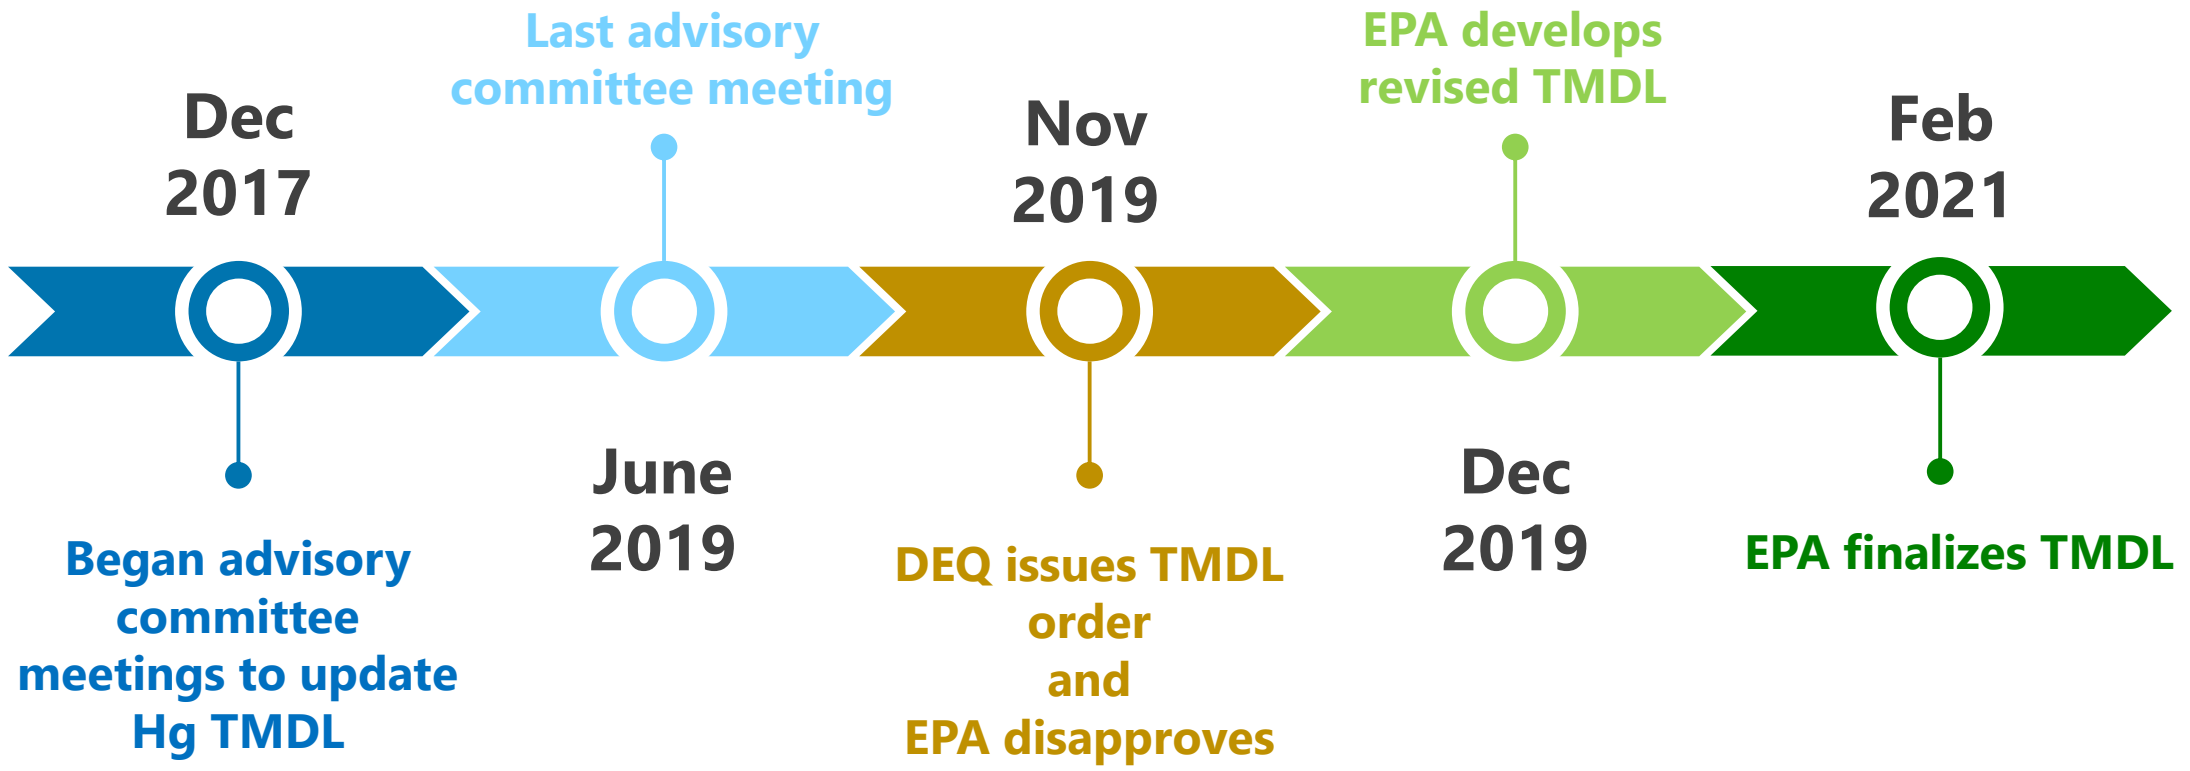 Dec
2017
Began advisory
committee
meetings to update
Hg TMDL
Last advisory
committee meeting
June
2019
Nov
2019
DEQ issues TMDL
order
and
EPA disapproves
EPA develops
revised TMDL
Dec
2019
Feb
2021
EPA finalizes TMDL